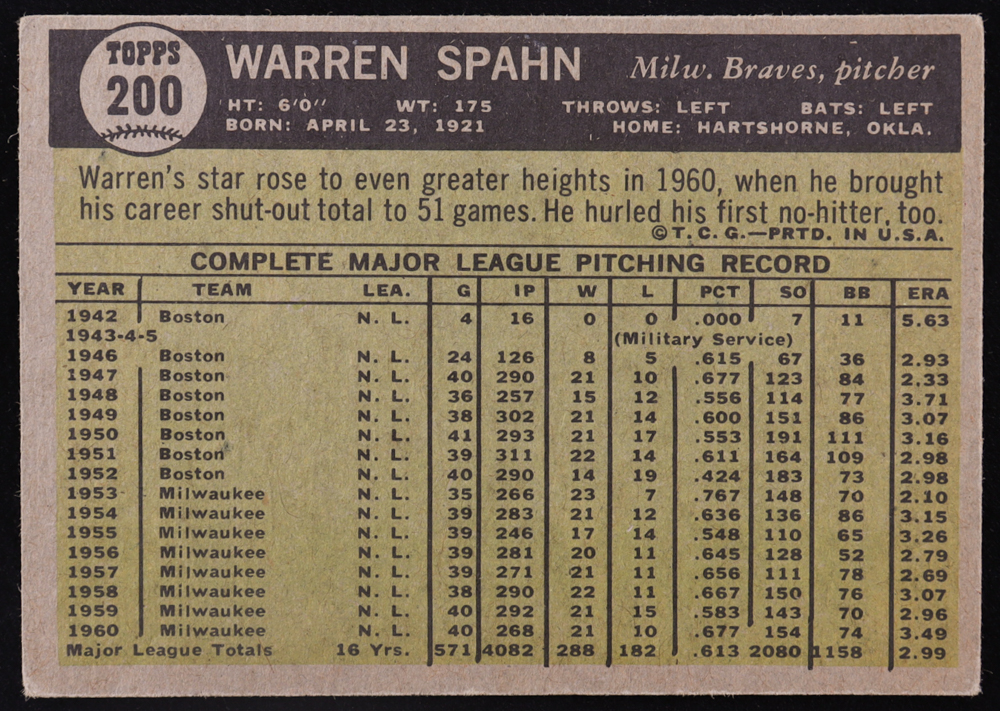 TOPPS
200
WARREN SPAHN Milw. Braves, pitcher
HT: 6'0" WT: 175 THROWS: LEFT BATS: LEFT
BORN: APRIL 23, 1921 HOME: HARTSHORNE, OKLA.
Warren's star rose to even greater heights in 1960, when he brought
his career shut-out total to 51 games. He hurled his first no-hitter, too.
©T. C. G.—PRTD. IN U.S.A.
COMPLETE MAJOR LEAGUE PITCHING RECORD
YEAR TEAM LEA. G IP W L PCT SO BB ERA
1942 Boston N. L. 4 16 0 0 .000 7 11 5.63
1943-4-5 (Military Service)
1946 Boston N. L. 24 126 8 5 .615 67 36 2.93
1947 Boston N. L. 40 290 21 10 .677 123 84 2.33
1948 Boston N. L. 36 257 15 12 .556 114 77 3.71
1949 Boston N. L. 38 302 21 14 .600 151 86 3.07
1950 Boston N. L. 41 293 21 17 .553 191 111 3.16
1951 Boston N. L. 39 311 22 14 .611 164 109 2.98
1952 Boston N. L. 40 290 14 19 .424 183 73 2.98
1953 Milwaukee N. L. 35 266 23 7 .767 148 70 2.10
1954 Milwaukee N. L. 39 283 21 12 .636 136 86 3.15
1955 Milwaukee N. L. 39 246 17 14 .548 110 65 3.26
1956 Milwaukee N. L. 39 281 20 11 .645 128 52 2.79
1957 Milwaukee N. L. 39 271 21 11 .656 111 78 2.69
1958 Milwaukee N. L. 38 290 22 11 .667 150 76 3.07
1959 Milwaukee N. L. 40 292 21 15 .583 143 70 2.96
1960 Milwaukee N. L. 40 268 21 10 .677 154 74 3.49
Major League Totals 16 Yrs. 571 4082 288 182 .613 2080 1158 2.99